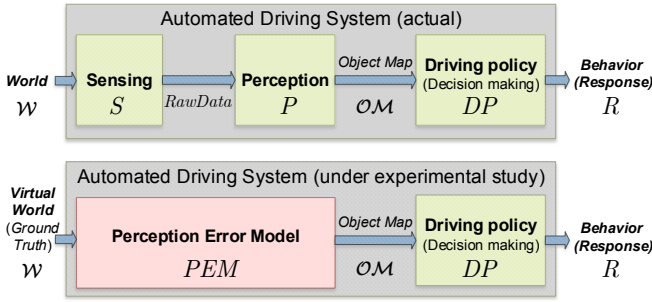 Automated Driving System (actual)
World
𝒲
Sensing
S
RawData
Perception
P
Object Map
𝒪ℳ
Driving policy
(Decision making)
DP
Behavior
(Response)
R
Automated Driving System (under experimental study)
Virtual
World
(Ground
Truth)
𝒲
Perception Error Model
PEM
Object Map
𝒪ℳ
Driving policy
(Decision making)
DP
Behavior
(Response)
R